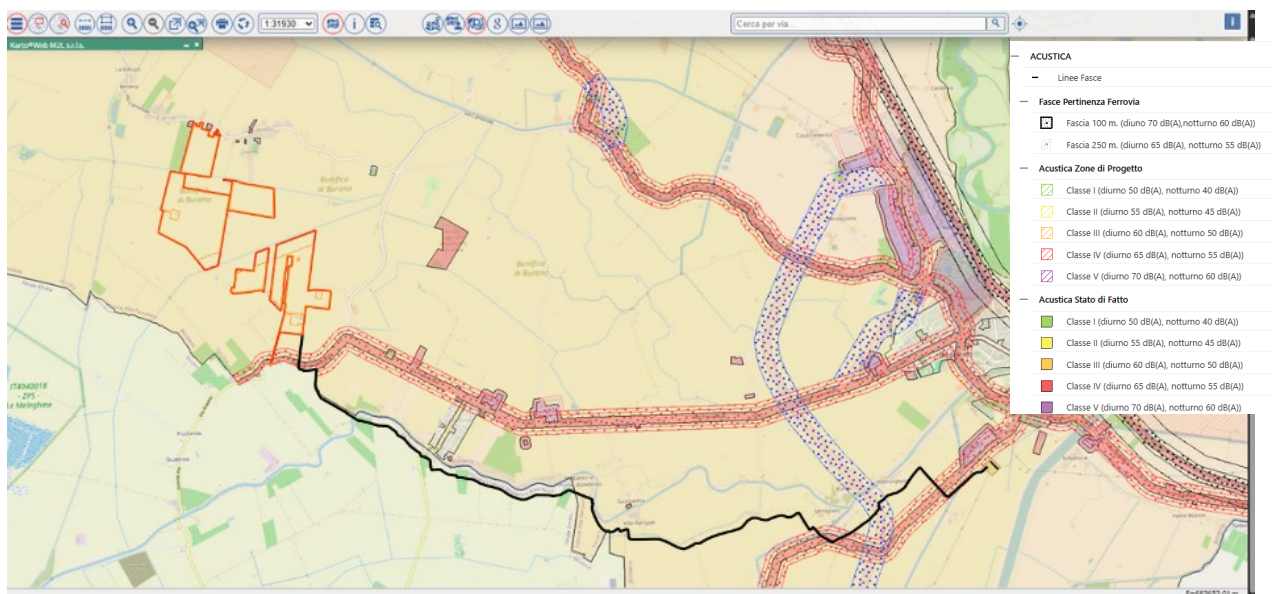 1:31930
Cerca per via...
Karto®Web M2L s.r.l.s.
ACUSTICA
Linee Fasce
Fasce Pertinenza Ferrovia
Fascia 100 m. (diuno 70 dB(A),notturno 60 dB(A))
Fascia 250 m. (diurno 65 dB(A), notturno 55 dB(A))
Acustica Zone di Progetto
Classe I (diurno 50 dB(A), notturno 40 dB(A))
Classe II (diurno 55 dB(A), notturno 45 dB(A))
Classe III (diurno 60 dB(A), notturno 50 dB(A))
Classe IV (diurno 65 dB(A), notturno 55 dB(A))
Classe V (diurno 70 dB(A), notturno 60 dB(A))
Acustica Stato di Fatto
Classe I (diurno 50 dB(A), notturno 40 dB(A))
Classe II (diurno 55 dB(A), notturno 45 dB(A))
Classe III (diurno 60 dB(A), notturno 50 dB(A))
Classe IV (diurno 65 dB(A), notturno 55 dB(A))
Classe V (diurno 70 dB(A), notturno 60 dB(A))
Bonifica
di Burana
Bonifica
di Burana
Bonifica
di Burana
IT4040018
- ZPS -
Le Meleghine